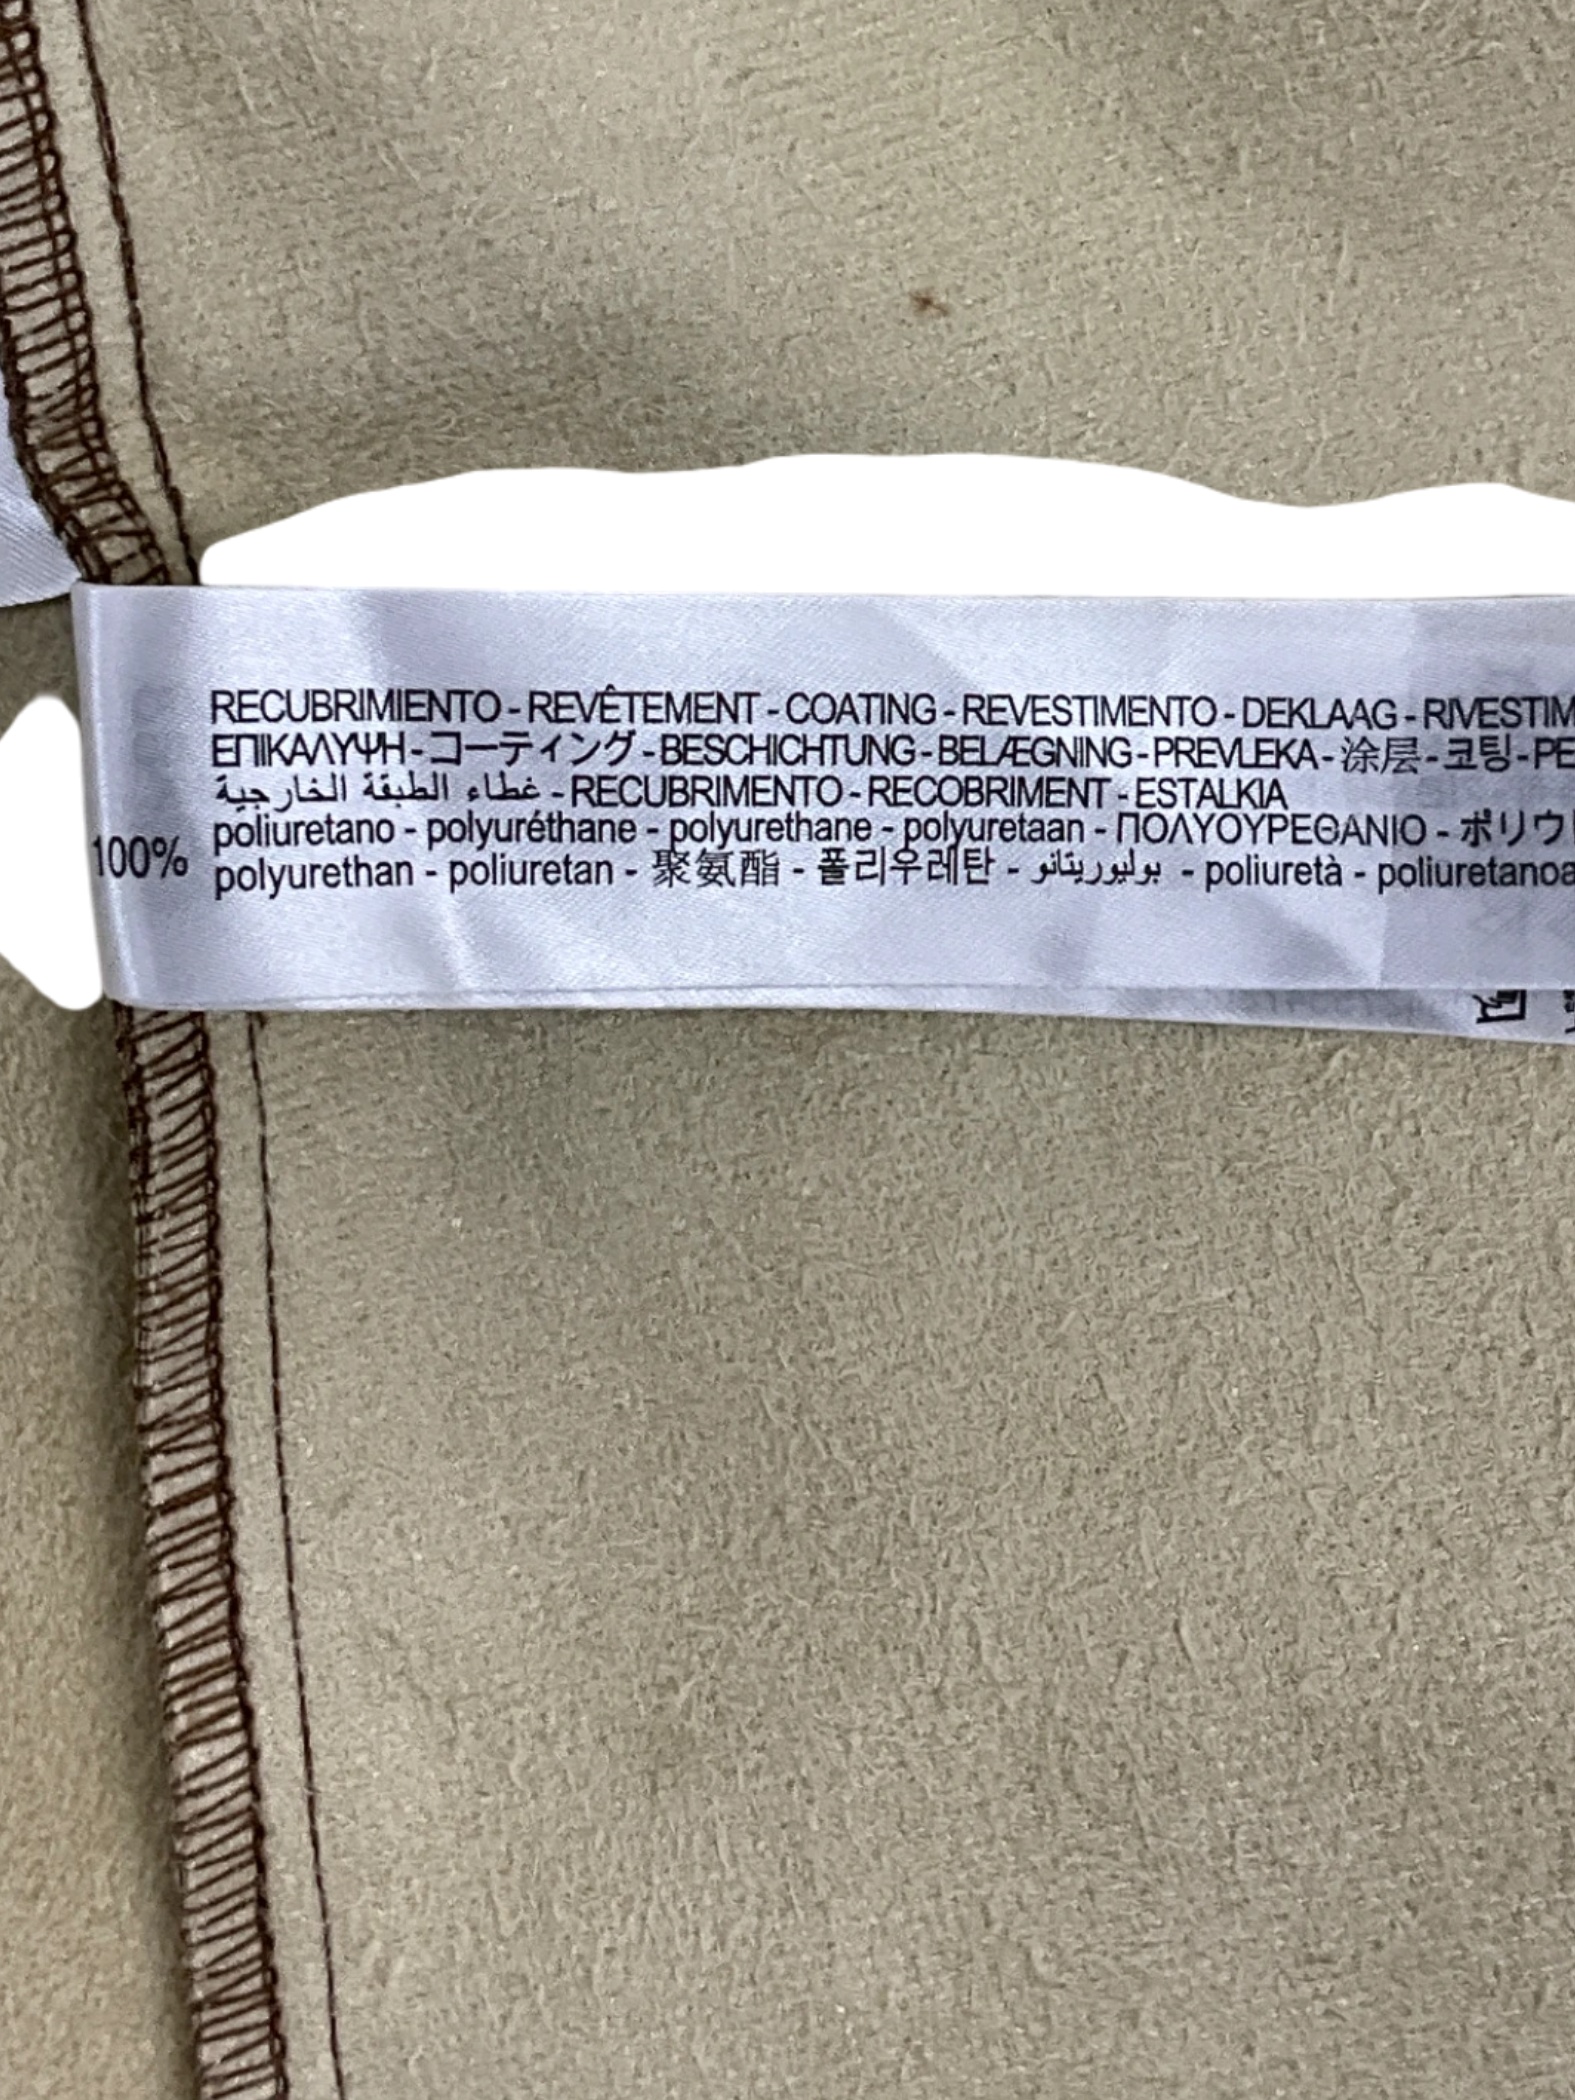 RECUBRIMIENTO - REVÊTEMENT - COATING - REVESTIMENTO - DEKLAAG - RIVESTIM
ΕΠΙΚΑΛΥΨΗ - コーティング - BESCHICHTUNG - BELÆGNING - PREVLEKA - 涂层 - 코팅 - PE
غطاء الطبقة الخارجية - RECUBRIMENTO - RECOBRIMENT - ESTALKIA
100% poliuretano - polyuréthane - polyurethane - polyuretaan - ΠΟΛΥΟΥΡΕΘΑΝΙΟ - ポリウ
polyurethan - poliuretan - 聚氨酯 - 폴리우레탄 - بوليوريتانو - poliuretà - poliuretanoa